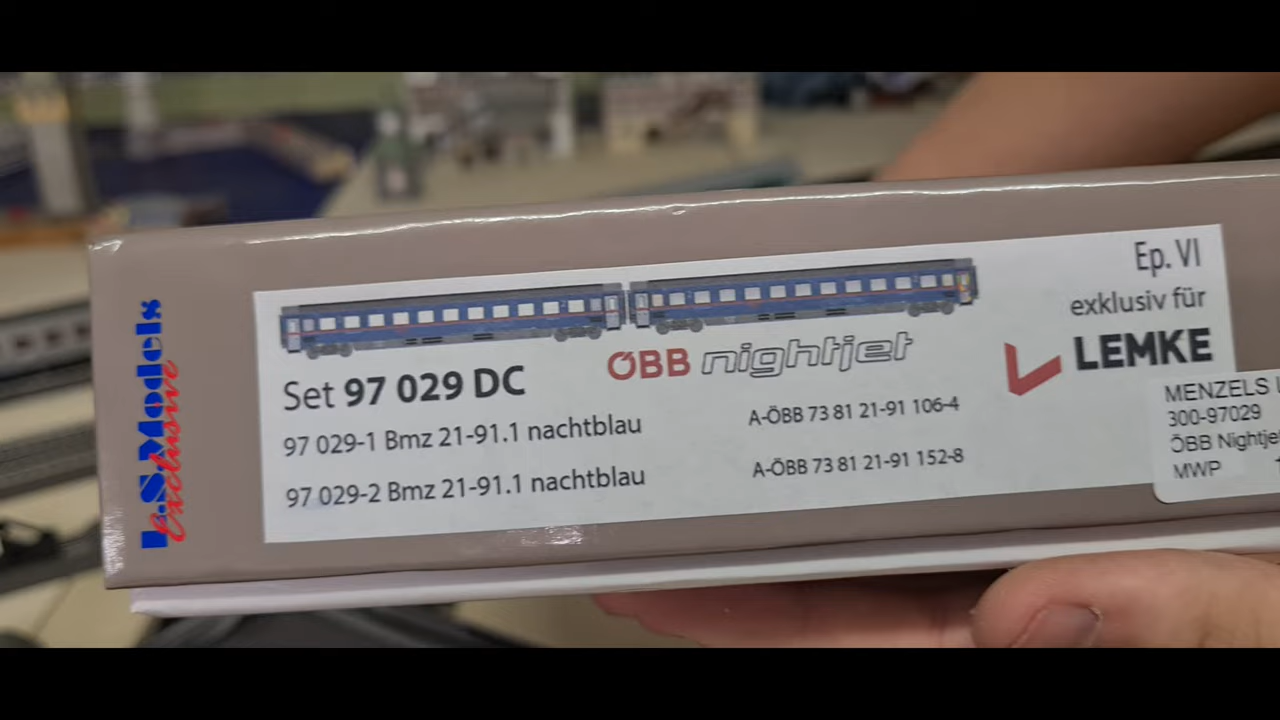 L.S.Models
exclusive
Ep. VI
exklusiv für
LEMKE
ÖBB nightjet
Set 97 029 DC
97 029-1 Bmz 21-91.1 nachtblau
A-ÖBB 73 81 21-91 106-4
97 029-2 Bmz 21-91.1 nachtblau
A-ÖBB 73 81 21-91 152-8
MENZELS
300-97029
ÖBB Nightje
MWP